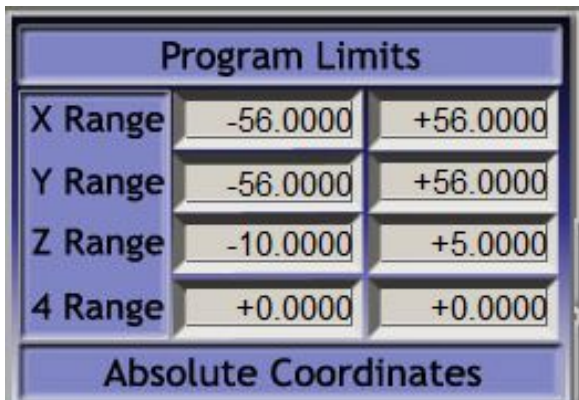 Program Limits
X Range -56.0000 +56.0000
Y Range -56.0000 +56.0000
Z Range -10.0000 +5.0000
4 Range +0.0000 +0.0000
Absolute Coordinates